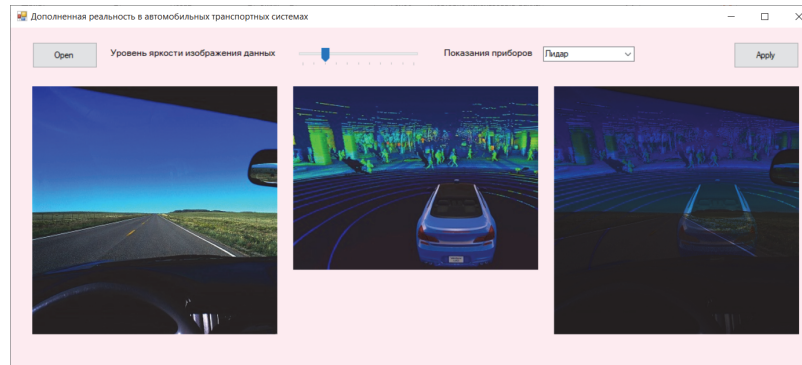 Дополненная реальность в автомобильных транспортных системах
Open
Уровень яркости изображения данных
Показания приборов
Лидар
Apply